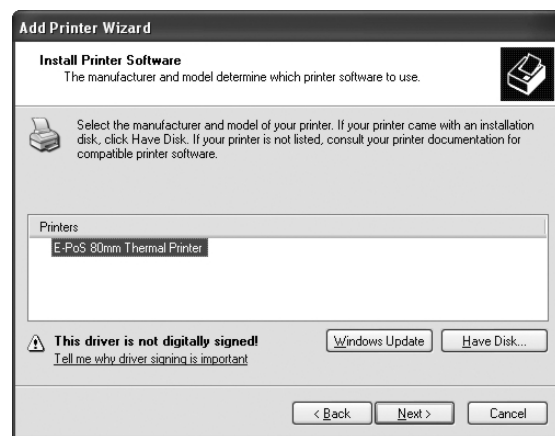 Add Printer Wizard
Install Printer Software
The manufacturer and model determine which printer software to use.
Select the manufacturer and model of your printer. If your printer came with an installation
disk, click Have Disk. If your printer is not listed, consult your printer documentation for
compatible printer software.
Printers
E-PoS 80mm Thermal Printer
This driver is not digitally signed!
Tell me why driver signing is important
Windows Update
Have Disk...
< Back
Next >
Cancel